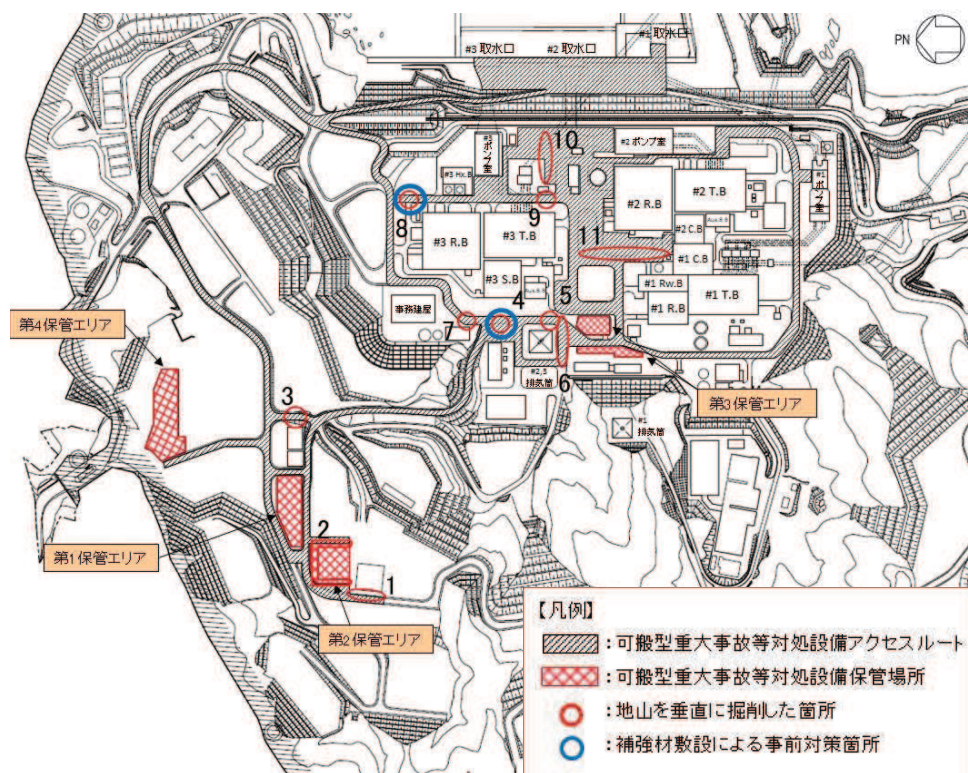 #1 取水口
#3 取水口
#2 取水口
PN
10
#2 ポンプ室
#3 ポンプ室
#3 Hx.B
#2 T.B
#1 ポンプ室
#2 R.B
9
8
#3 R.B
#3 T.B
#2 C.B
11
#1 C.B
#3 S.B
#1 Rw.B
#1 T.B
事務建屋
4
5
#1 R.B
第4保管エリア
7
#2,3
排気筒
6
第3保管エリア
3
#1
排気筒
2
第1保管エリア
1
第2保管エリア
【凡例】
:可搬型重大事故等対処設備アクセスルート
:可搬型重大事故等対処設備保管場所
:地山を垂直に掘削した箇所
:補強材敷設による事前対策箇所